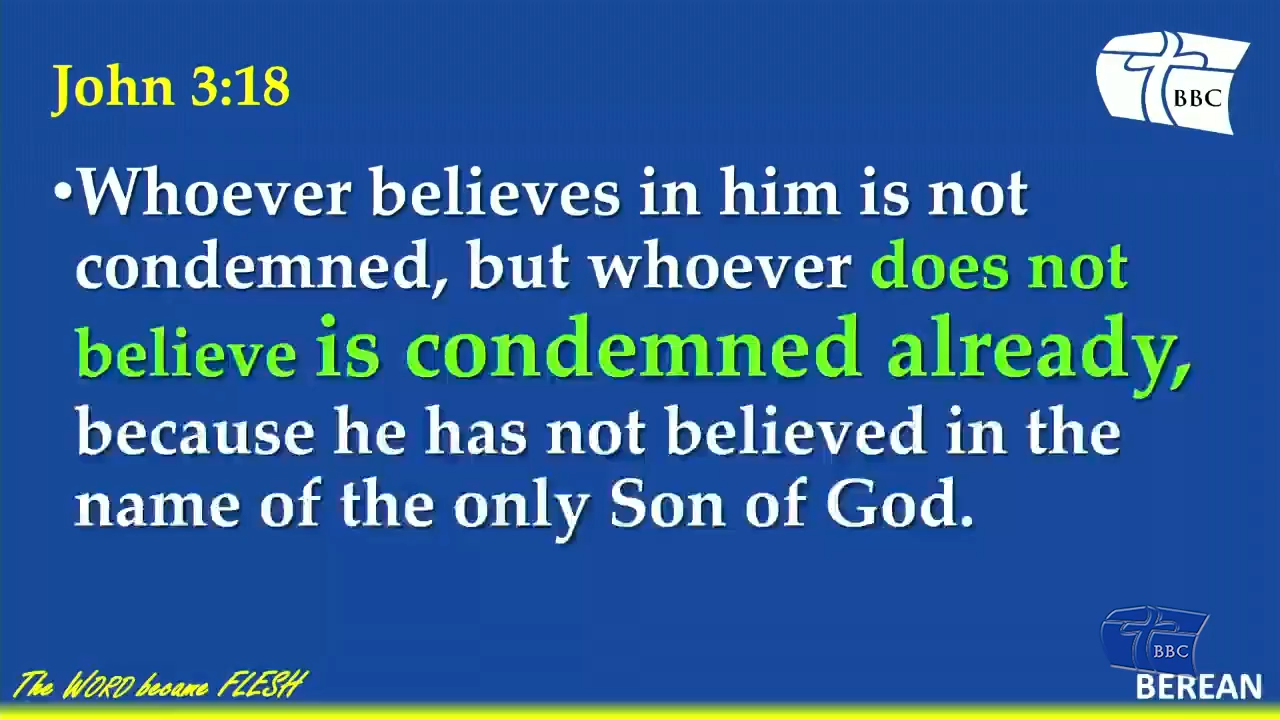 John 3:18
BBC
•Whoever believes in him is not
condemned, but whoever does not
believe is condemned already,
because he has not believed in the
name of the only Son of God.
BBC
The WORD became FLESH
BEREAN